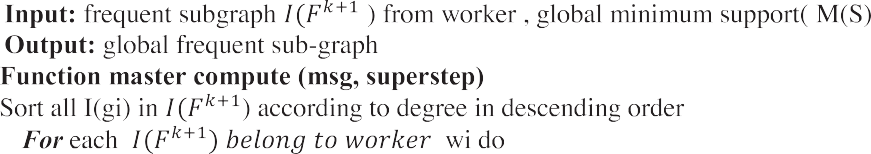 Input: frequent subgraph I(F^{k+1} ) from worker , global minimum support( M(S)
Output: global frequent sub-graph
Function master compute (msg, superstep)
Sort all I(gi) in I(F^{k+1}) according to degree in descending order
For each I(F^{k+1}) belong to worker wi do